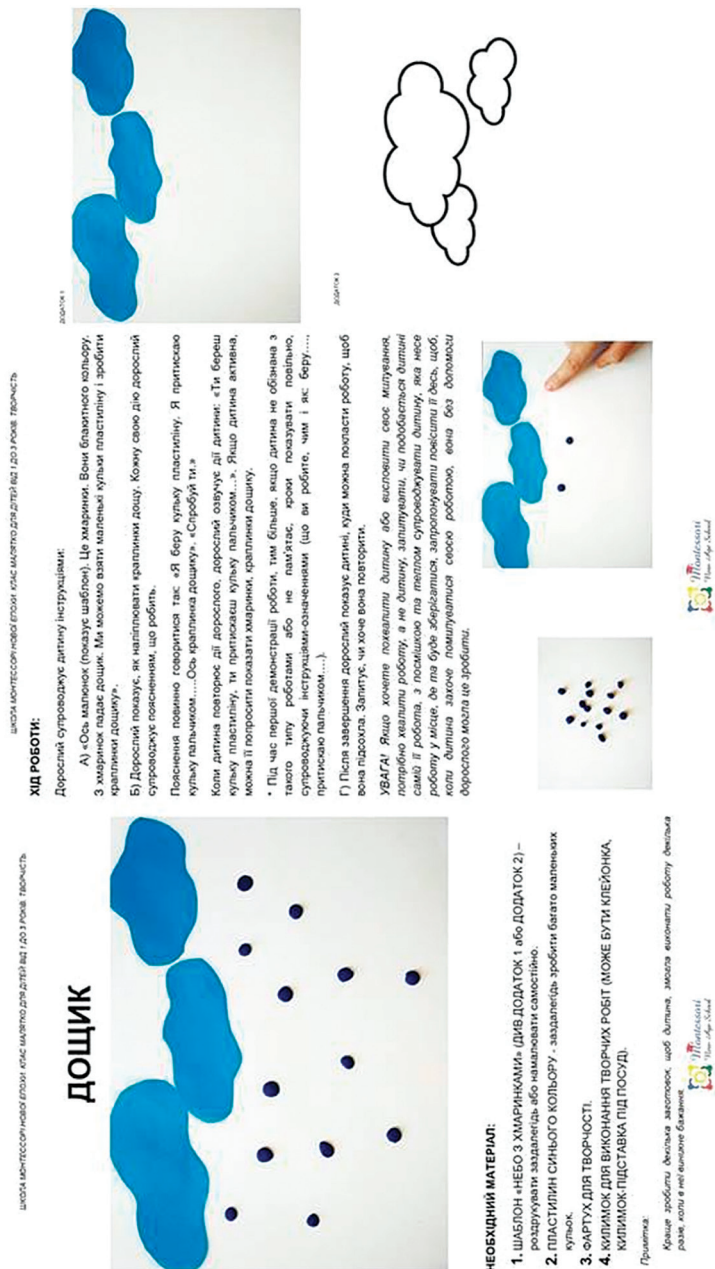 ШКОЛА МОНТЕССОРІ НОВОЇ ЕПОХИ: КЛАС МАЛЯТКО ДЛЯ ДІТЕЙ ВІД 1 ДО 3 РОКІВ. ТВОРЧІСТЬ
ДОЩИК
НЕОБХІДНИЙ МАТЕРІАЛ:
1. ШАБЛОН «НЕБО З ХМАРИНКАМИ» (ДИВ.ДОДАТОК 1 або ДОДАТОК 2) –
роздрукувати заздалегідь або намалювати самостійно.
2. ПЛАСТИЛИН СИНЬОГО КОЛЬОРУ - заздалегідь зробити багато маленьких
кульок.
3. ФАРТУХ ДЛЯ ТВОРЧОСТІ.
4. КИЛИМОК ДЛЯ ВИКОНАННЯ ТВОРЧИХ РОБІТ (МОЖЕ БУТИ КЛЕЙОНКА,
КИЛИМОК-ПІДСТАВКА ПІД ПОСУД).
Примітка:
Краще зробити декілька заготовок, щоб дитина, змогла виконати роботу декілька
разів, коли в неї виникне бажання.
Montessori
New Age School
ШКОЛА МОНТЕССОРІ НОВОЇ ЕПОХИ: КЛАС МАЛЯТКО ДЛЯ ДІТЕЙ ВІД 1 ДО 3 РОКІВ. ТВОРЧІСТЬ
ХІД РОБОТИ:
Дорослий супроводжує дитину інструкціями:
А) «Ось малюнок (показує шаблон). Це хмаринки. Вони блакитного кольору.
З хмаринок падає дощик. Ми можемо взяти маленькі кульки пластиліну і зробити
краплинки дощику».
Б) Дорослий показує, як наліплювати краплинки дощу. Кожну свою дію дорослий
супроводжує поясненням, що робить.
Пояснення повинно говоритися так: «Я беру кульку пластиліну. Я притискаю
кульку пальчиком.....Ось краплинка дощику». «Спробуй ти.»
Коли дитина повторює дії дорослого, дорослий озвучує дії дитини: «Ти береш
кульку пластиліну, ти притискаєш кульку пальчиком...». Якщо дитина активна,
можна її попросити показати хмаринки, краплинки дощику.
* Під час першої демонстрації роботи, тим більше, якщо дитина не обізнана з
такого типу роботами або не пам'ятає, кроки показувати повільно,
супроводжуючи інструкціями-означеннями (що ви робите, чим і як: беру....,
притискаю пальчиком....).
Г) Після завершення дорослий показує дитині, куди можна покласти роботу, щоб
вона підсохла. Запитує, чи хоче вона повторити.
УВАГА! Якщо хочете похвалити дитину або висловити своє милування,
потрібно хвалити роботу, а не дитину, запитувати, чи подобається дитині
самій її робота, з посмішкою та теплом супроводжувати дитину, яка несе
роботу у місце, де та буде зберігатися, запропонувати повісити її десь, щоб,
коли дитина захоче помилуватися своєю роботою, вона без допомоги
дорослого могла це зробити.
Montessori
New Age School
ДОДАТОК 1
ДОДАТОК 2